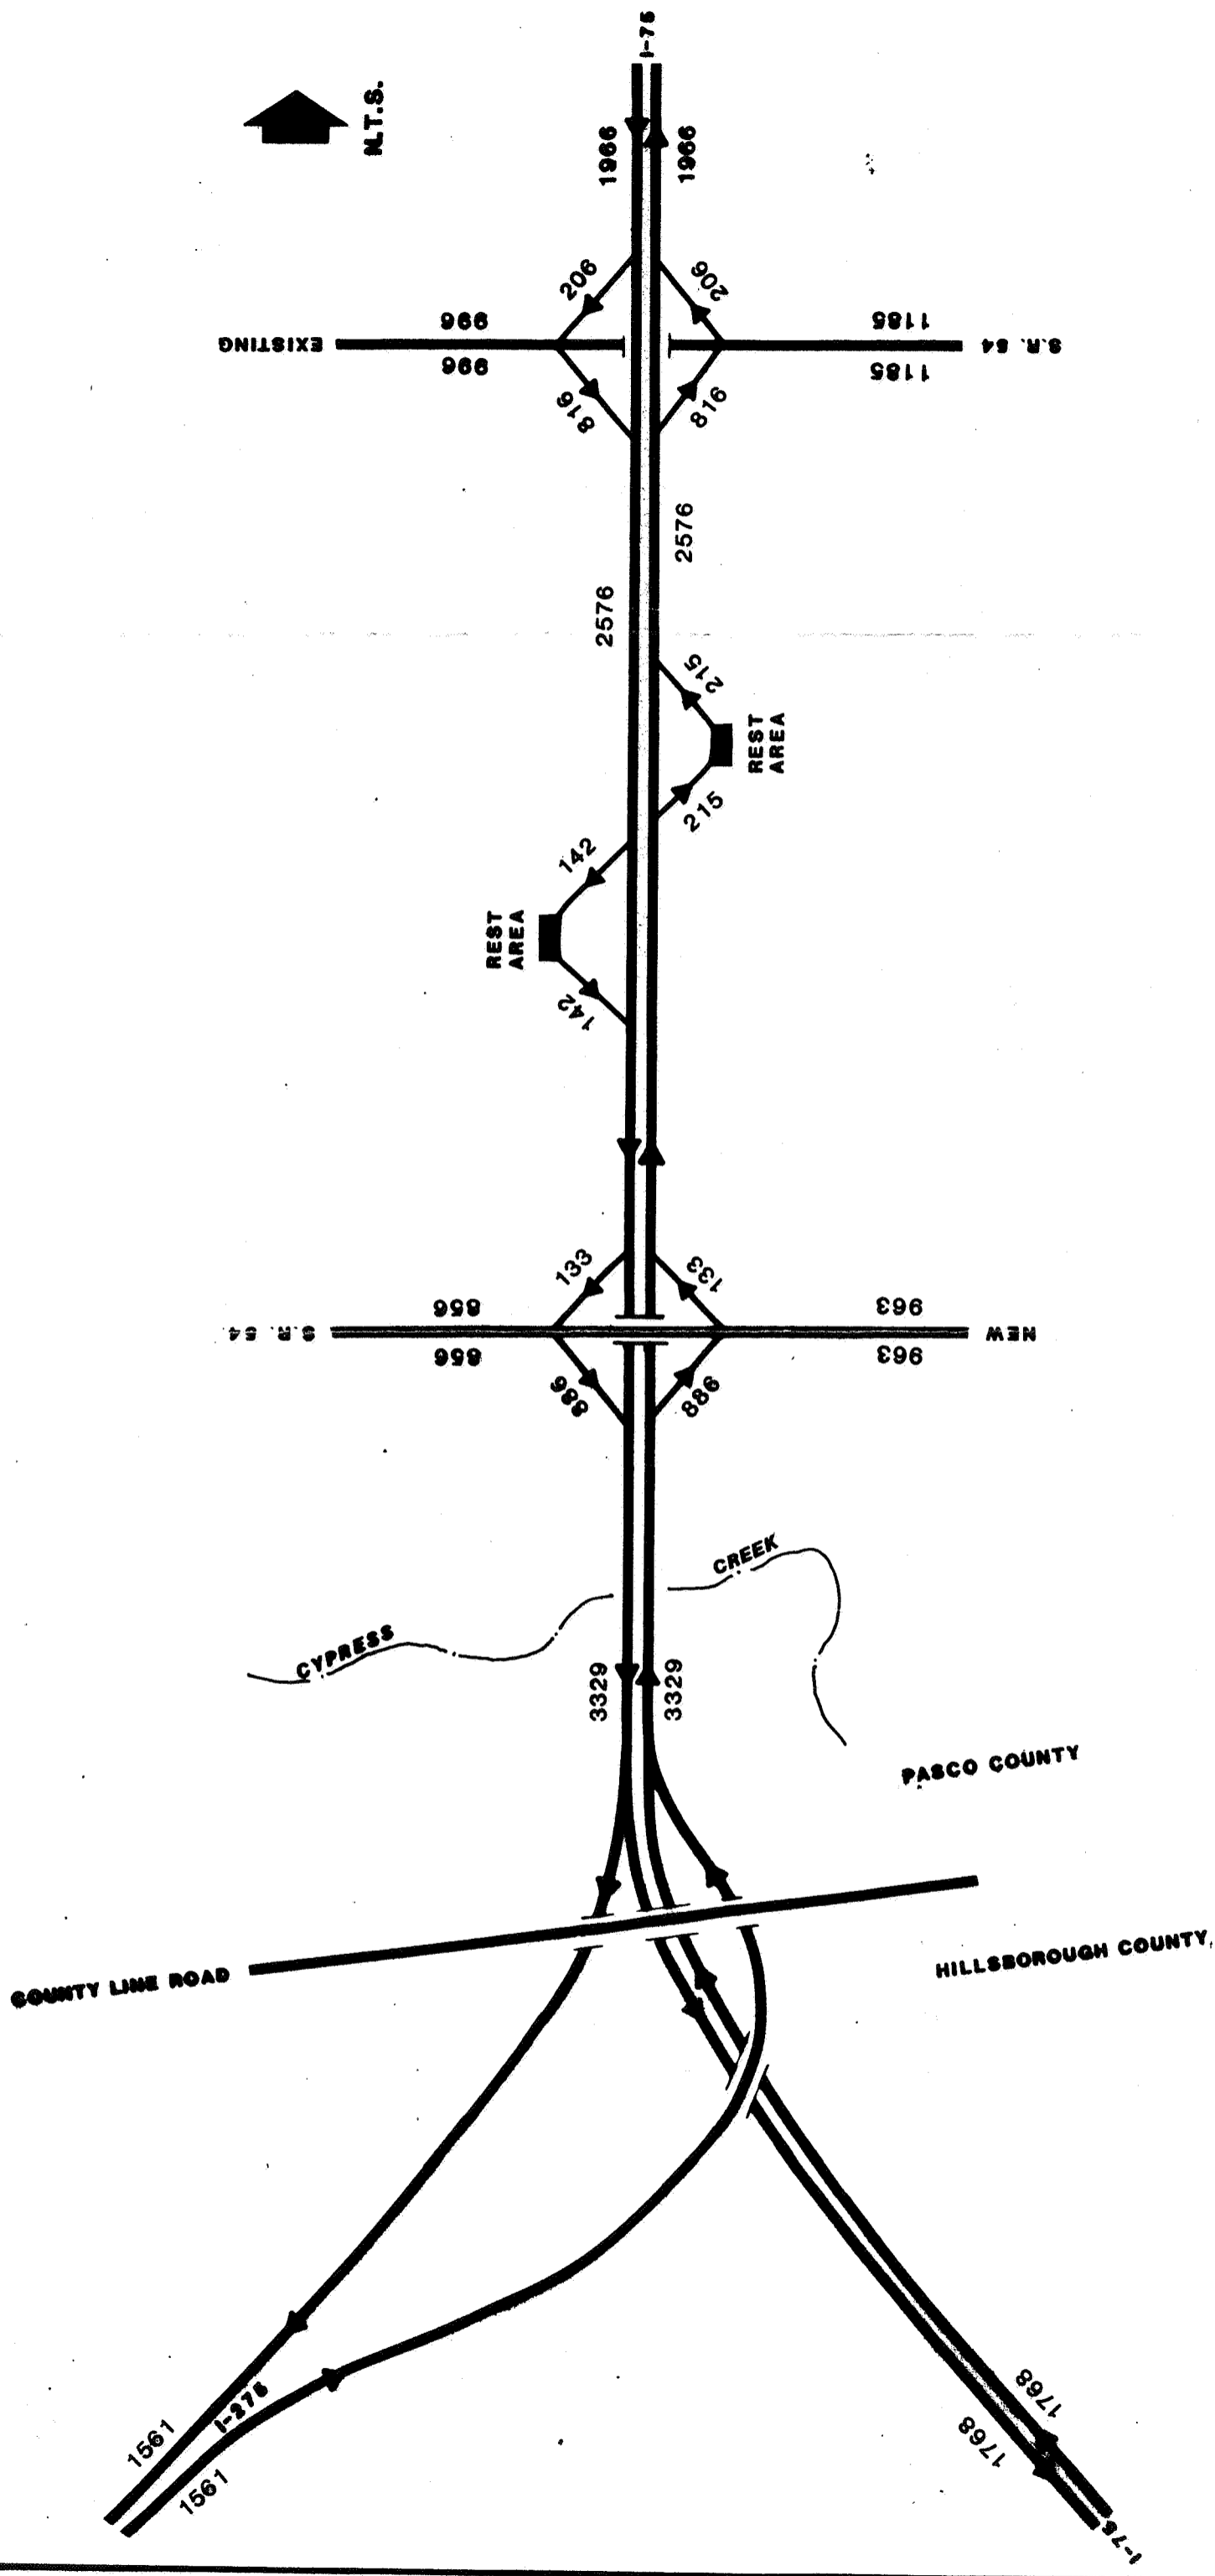 I-75
N.T.S.
1966
1966
206
206
996
1185
EXISTING
S.R. 54
996
1185
816
816
2576
2576
215
REST
AREA
215
142
REST
AREA
142
133
133
856
963
S.R. 54
NEW
856
963
886
886
CREEK
CYPRESS
3329
3329
PASCO COUNTY
HILLSBOROUGH COUNTY
COUNTY LINE ROAD
1768
I-275
1768
1561
1561
I-75